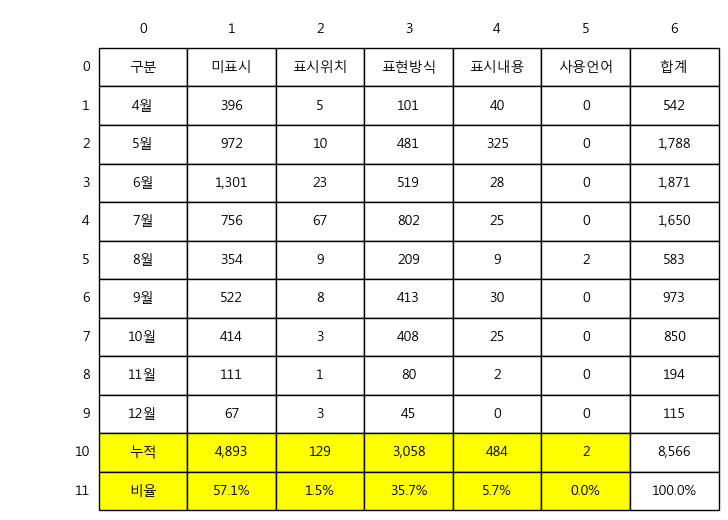 0 1 2 3 4 5 6
0 구분 미표시 표시위치 표현방식 표시내용 사용언어 합계
1 4월 396 5 101 40 0 542
2 5월 972 10 481 325 0 1,788
3 6월 1,301 23 519 28 0 1,871
4 7월 756 67 802 25 0 1,650
5 8월 354 9 209 9 2 583
6 9월 522 8 413 30 0 973
7 10월 414 3 408 25 0 850
8 11월 111 1 80 2 0 194
9 12월 67 3 45 0 0 115
10 누적 4,893 129 3,058 484 2 8,566
11 비율 57.1% 1.5% 35.7% 5.7% 0.0% 100.0%